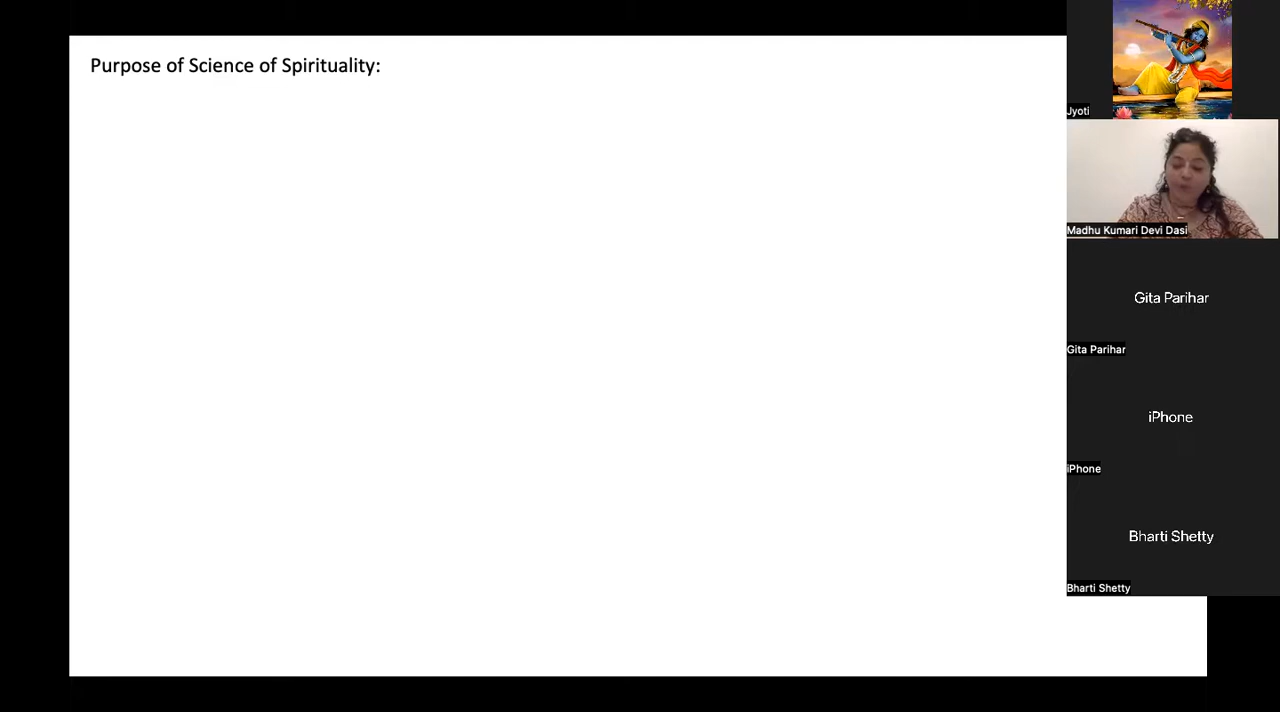 Purpose of Science of Spirituality:
Jyoti
Madhu Kumari Devi Dasi
Gita Parihar
Gita Parihar
iPhone
iPhone
Bharti Shetty
Bharti Shetty